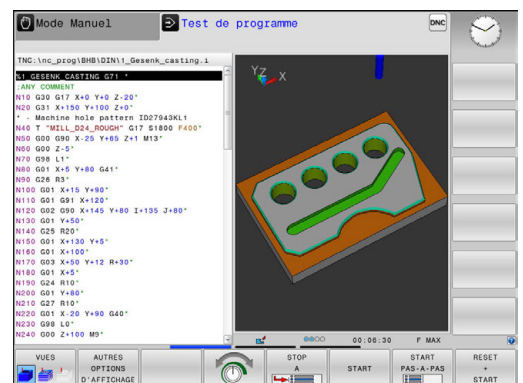 Mode Manuel
Test de programme
DNC
TNC:\nc_prog\BHB\DIN\1_Gesenk_casting.i
%1_GESENK_CASTING G71 *
;ANY COMMENT
N10 G30 G17 X+0 Y+0 Z-20*
N20 G31 X+150 Y+100 Z+0*
* - Machine hole pattern ID27943KL1
N40 T "MILL_D24_ROUGH" G17 S1800 F400*
N50 G00 G90 X-25 Y+65 Z+1 M13*
N60 G00 Z-5*
N70 G98 L1*
N80 G01 X+5 Y+80 G41*
N90 G26 R3*
N100 G01 X+15 Y+90*
N110 G01 G91 X+120*
N120 G02 G90 X+145 Y+80 I+135 J+80*
N130 G01 Y+50*
N140 G25 R20*
N150 G01 X+130 Y+5*
N160 G01 X+100*
N170 G03 X+50 Y+12 R+30*
N180 G01 X+5*
N190 G24 R10*
N200 G01 Y+80*
N210 G27 R10*
N220 G01 X-20 Y+90 G40*
N230 G98 L0*
N240 G00 Z+100 M9*
Y
Z
X
00:06:30
F MAX
VUES
AUTRES
OPTIONS
D'AFFICHAGE
STOP
A
START
START
PAS-A-PAS
RESET
+
START